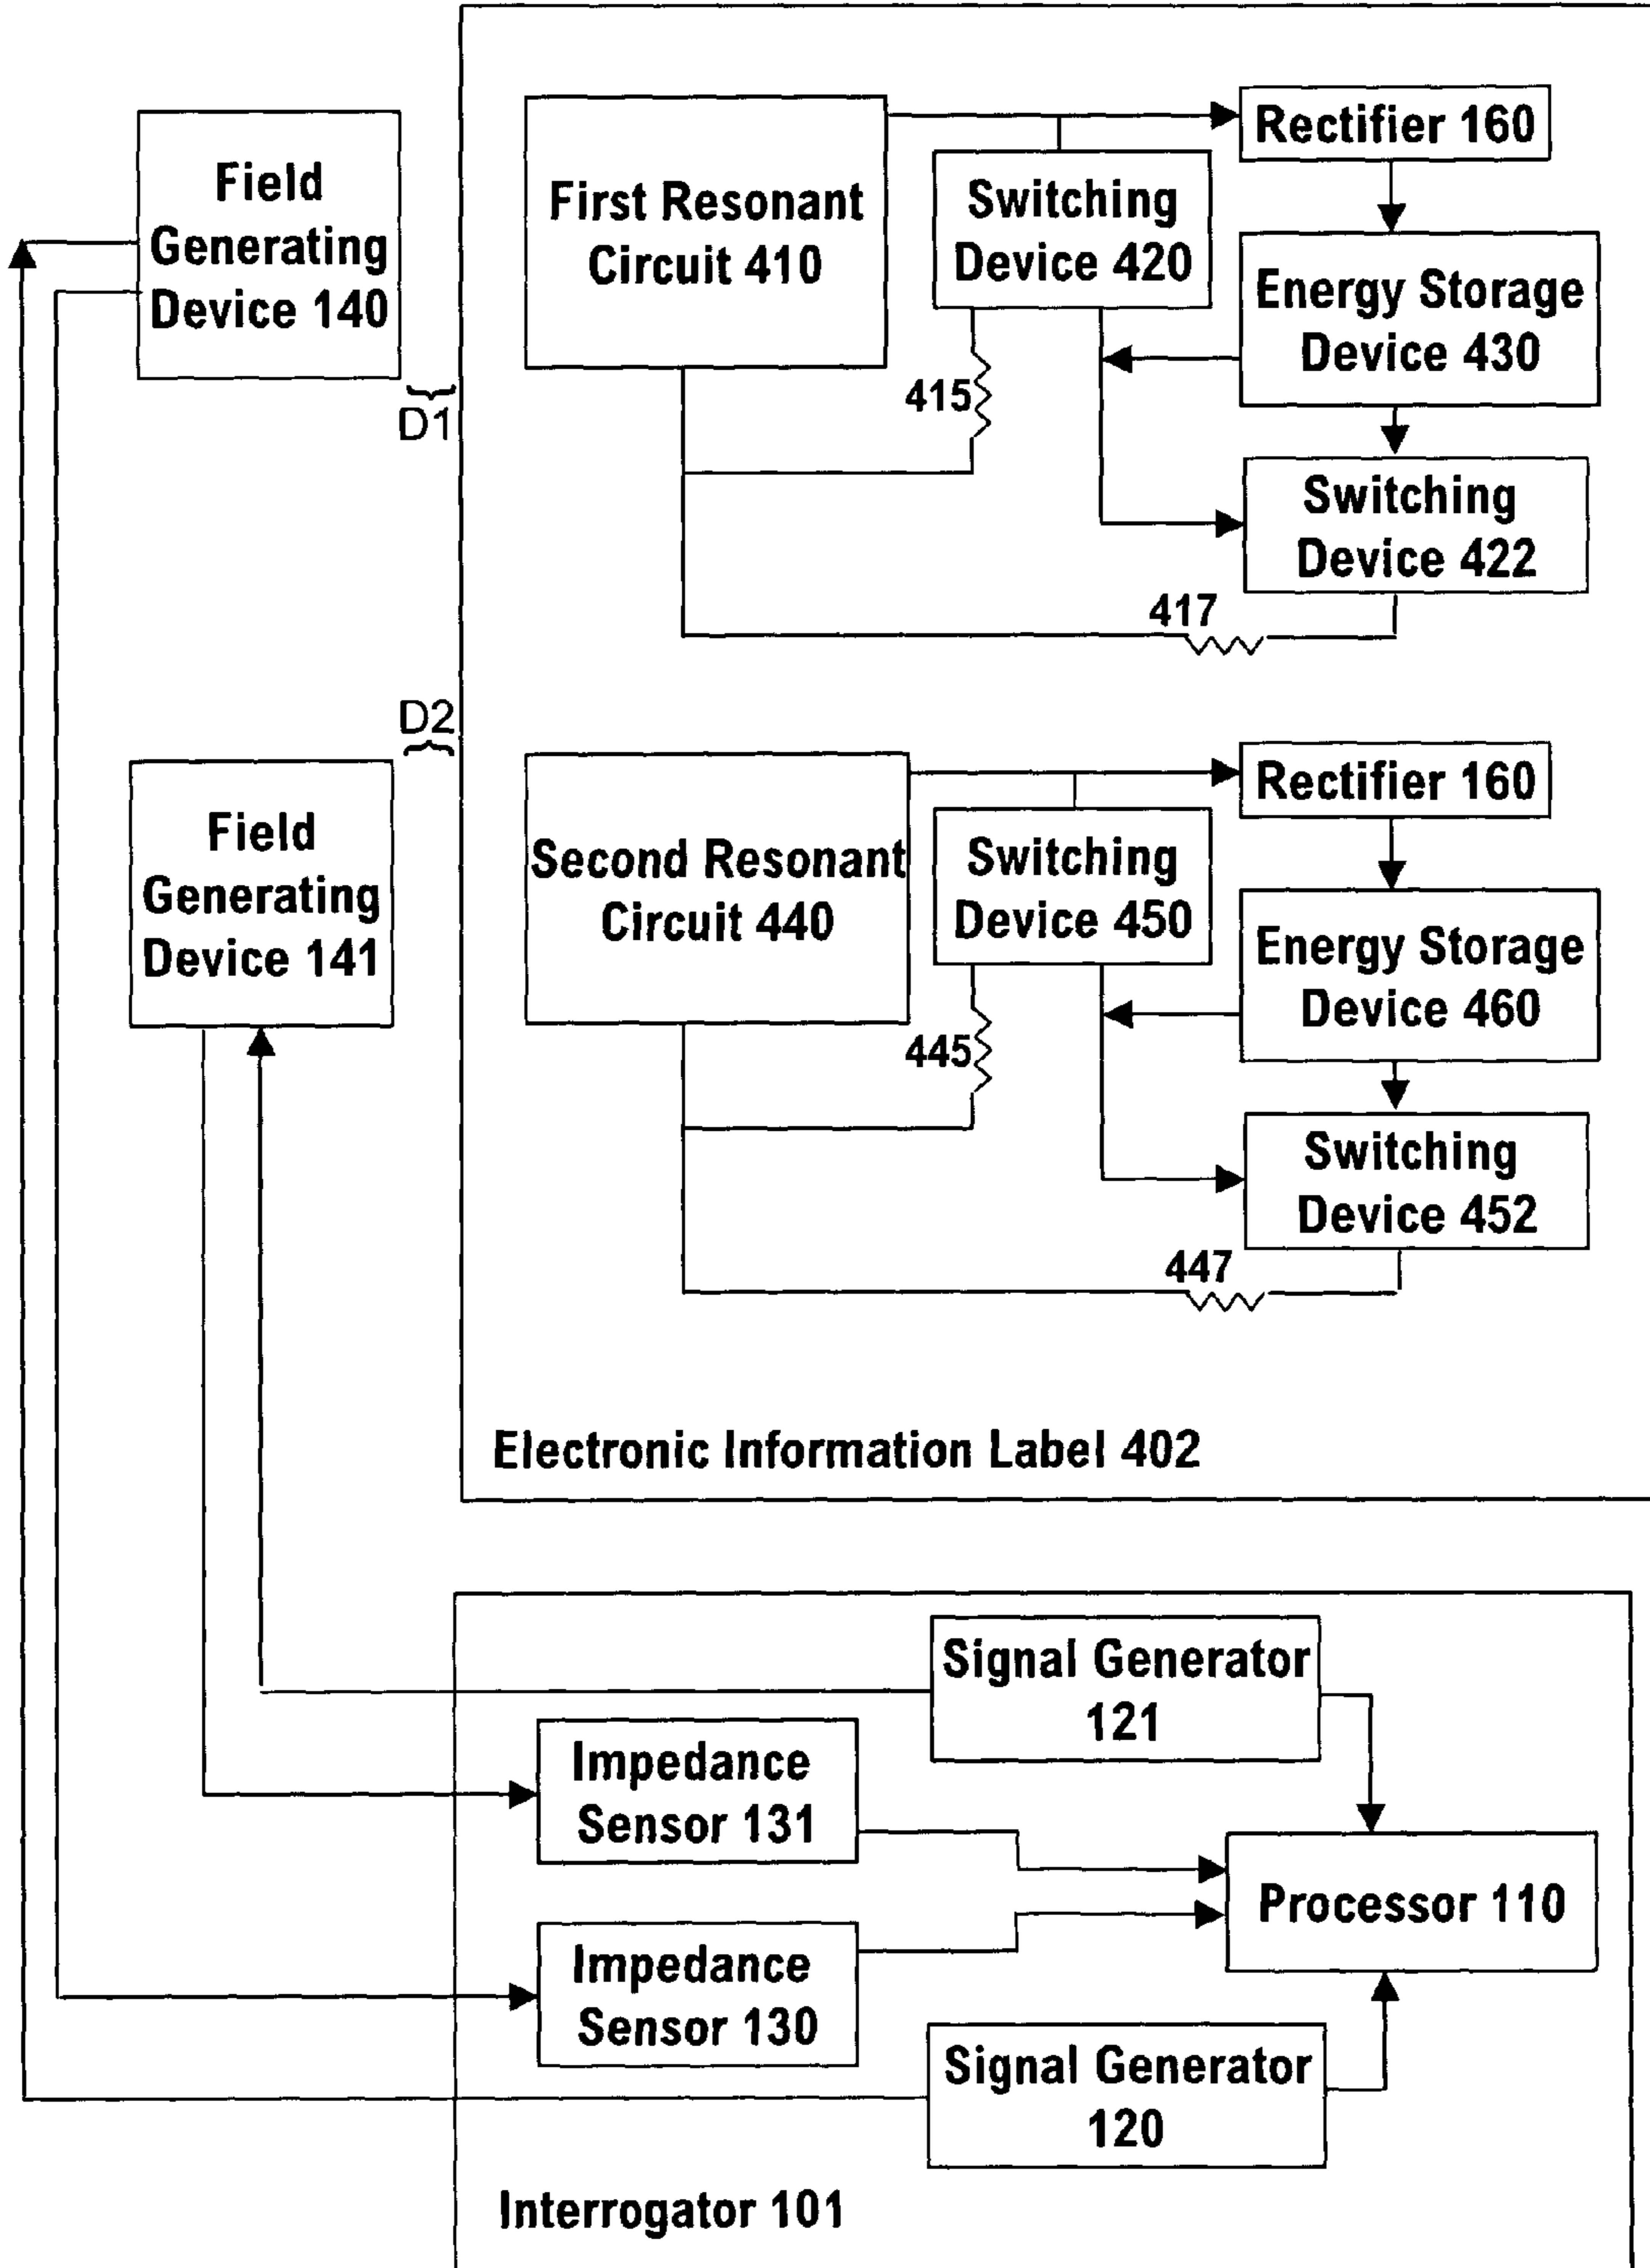 Field
Generating
Device 140
D1
First Resonant
Circuit 410
Switching
Device 420
Rectifier 160
Energy Storage
Device 430
415
Switching
Device 422
417
D2
Field
Generating
Device 141
Second Resonant
Circuit 440
Switching
Device 450
Rectifier 160
Energy Storage
Device 460
445
Switching
Device 452
447
Electronic Information Label 402
Signal Generator
121
Impedance
Sensor 131
Processor 110
Impedance
Sensor 130
Signal Generator
120
Interrogator 101